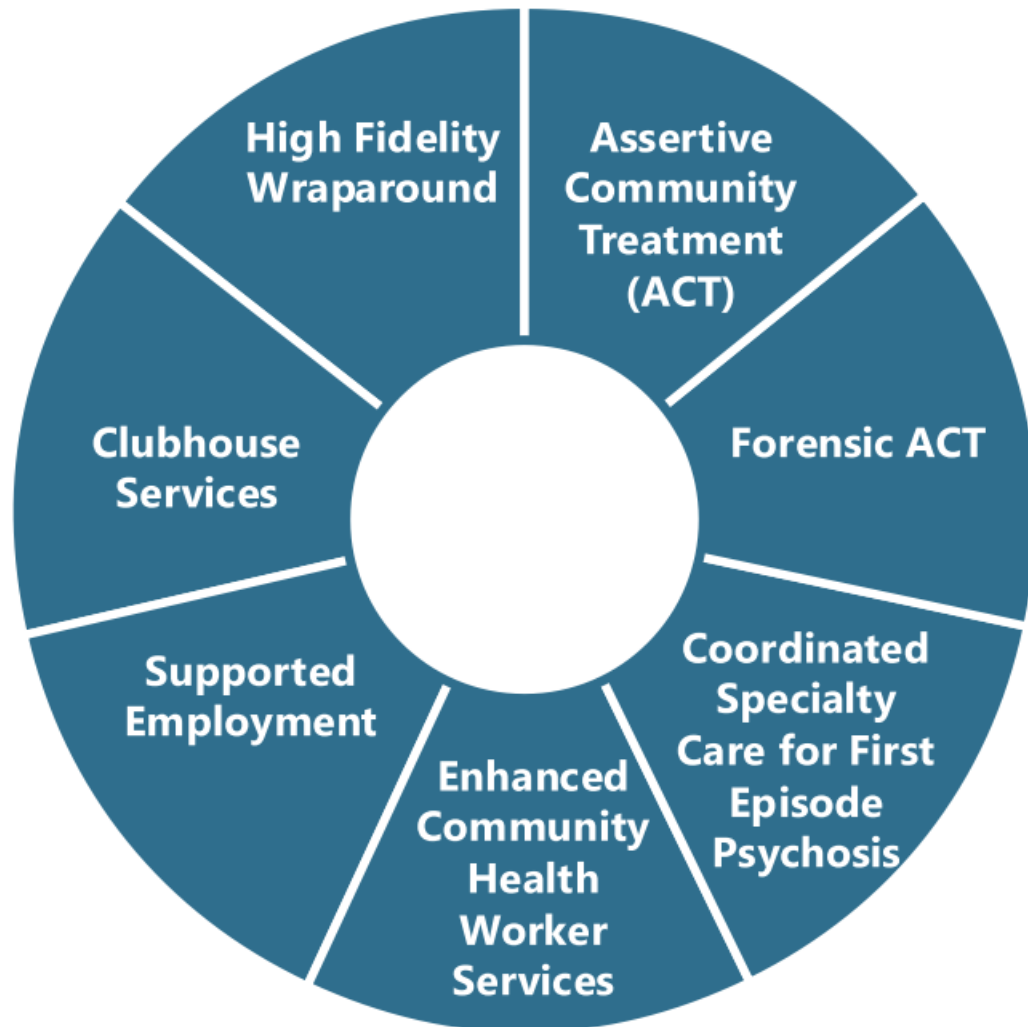 High Fidelity
Wraparound
Assertive
Community
Treatment
(ACT)
Clubhouse
Services
Forensic ACT
Supported
Employment
Coordinated
Specialty
Care for First
Episode
Psychosis
Enhanced
Community
Health
Worker
Services